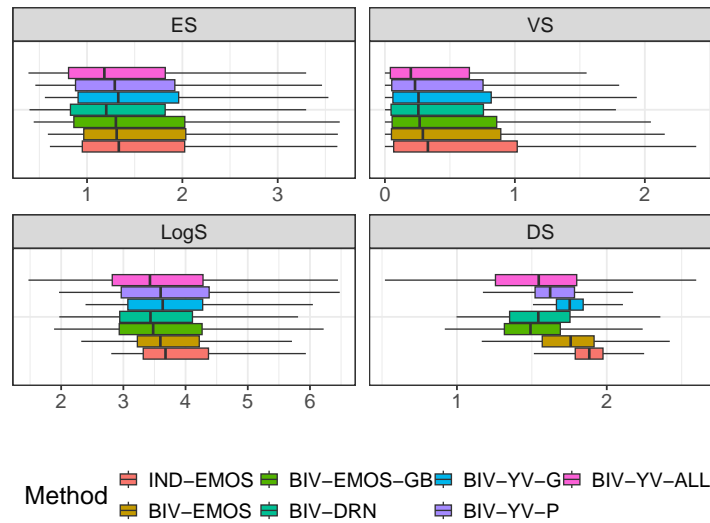 ES VS
1 2 3 0 1 2
LogS DS
2 3 4 5 6 1 2
Method IND−EMOS BIV−EMOS−GB BIV−YV−G BIV−YV−ALL
BIV−EMOS BIV−DRN BIV−YV−P